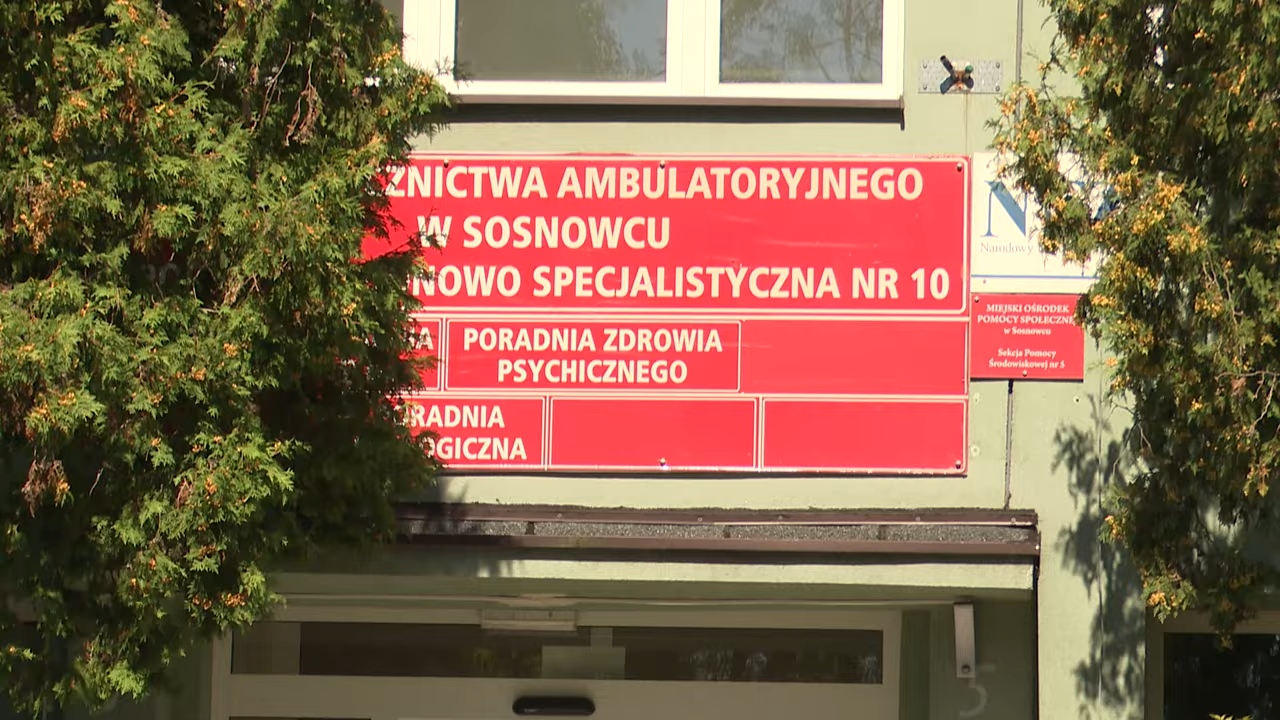 ZNICTWA AMBULATORYJNEGO
W SOSNOWCU
NOWO SPECJALISTYCZNA NR 10
A
PORADNIA ZDROWIA
PSYCHICZNEGO
RADNIA
OGICZNA
N
Narodowy
MIEJSKI OŚRODEK
POMOCY SPOŁECZNEJ
w Sosnowcu
Sekcja Pomocy
Środowiskowej nr 5
5